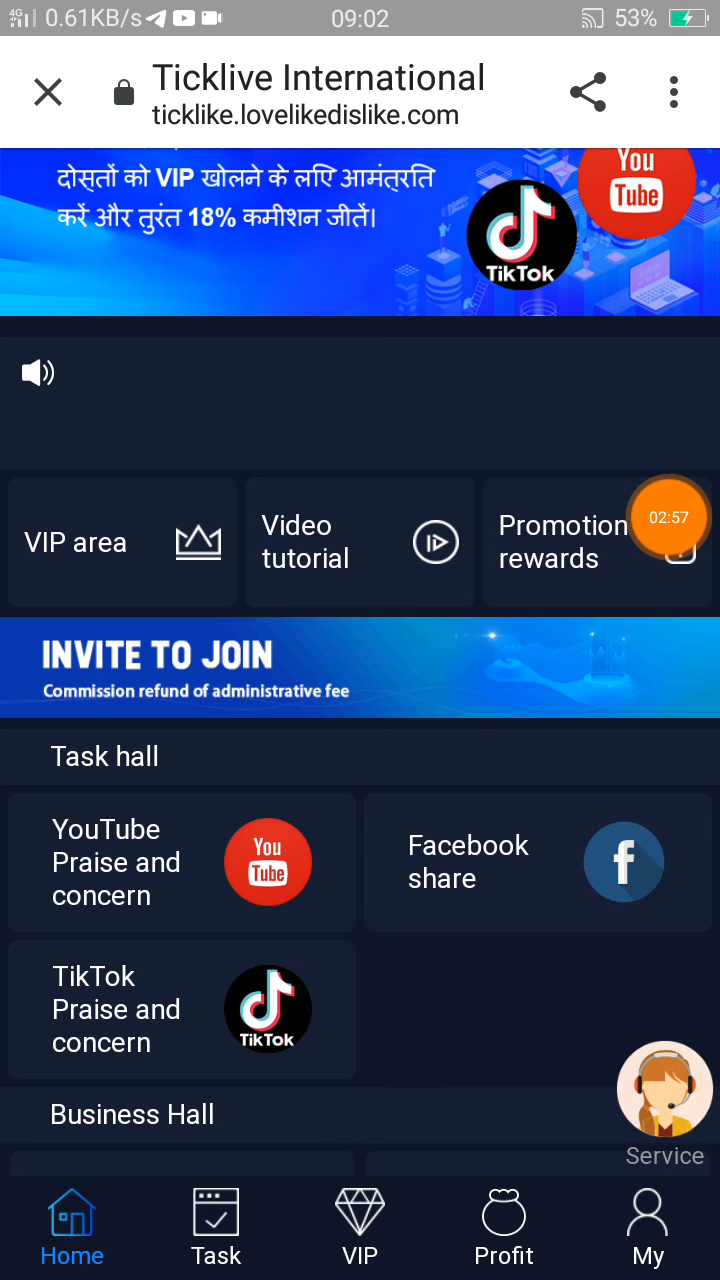 4G 0.61KB/s 09:02 53%
Ticklive International
ticklike.lovelikedislike.com
दोस्तों को VIP खोलने के लिए आमंत्रित
करें और तुरंत 18% कमीशन जीतें।
You
Tube
TikTok
VIP area
Video
tutorial
Promotion
rewards
02:57
INVITE TO JOIN
Commission refund of administrative fee
Task hall
YouTube
Praise and
concern
You
Tube
Facebook
share
f
TikTok
Praise and
concern
TikTok
Business Hall
Service
Home Task VIP Profit My